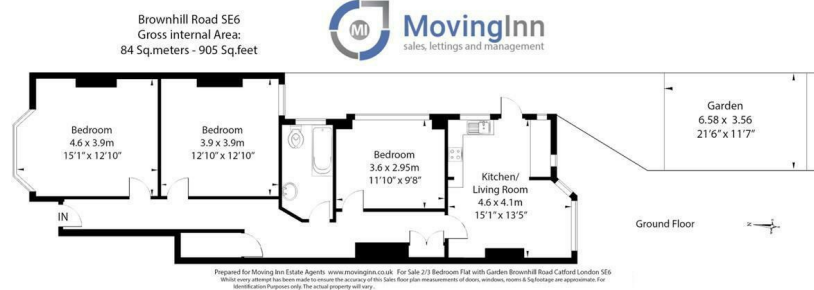 Brownhill Road SE6
Gross internal Area:
84 Sq.meters - 905 Sq.feet
MI
MovingInn
sales, lettings and management
Bedroom
4.6 x 3.9m
15'1" x 12'10"
Bedroom
3.9 x 3.9m
12'10" x 12'10"
Bedroom
3.6 x 2.95m
11'10" x 9'8"
Kitchen/
Living Room
4.6 x 4.1m
15'1" x 13'5"
Garden
6.58 x 3.56
21'6" x 11'7"
IN
Ground Floor
Prepared for Moving Inn Estate Agents www.movinginn.co.uk For Sale 2/3 Bedroom Flat with Garden Brownhill Road Catford London SE6
Whilst every attempt has been made to ensure the accuracy of this Sales floor plan measurements of doors, windows, rooms & Sq.footage are approximate. For
Identification Purposes only. The actual property will vary.